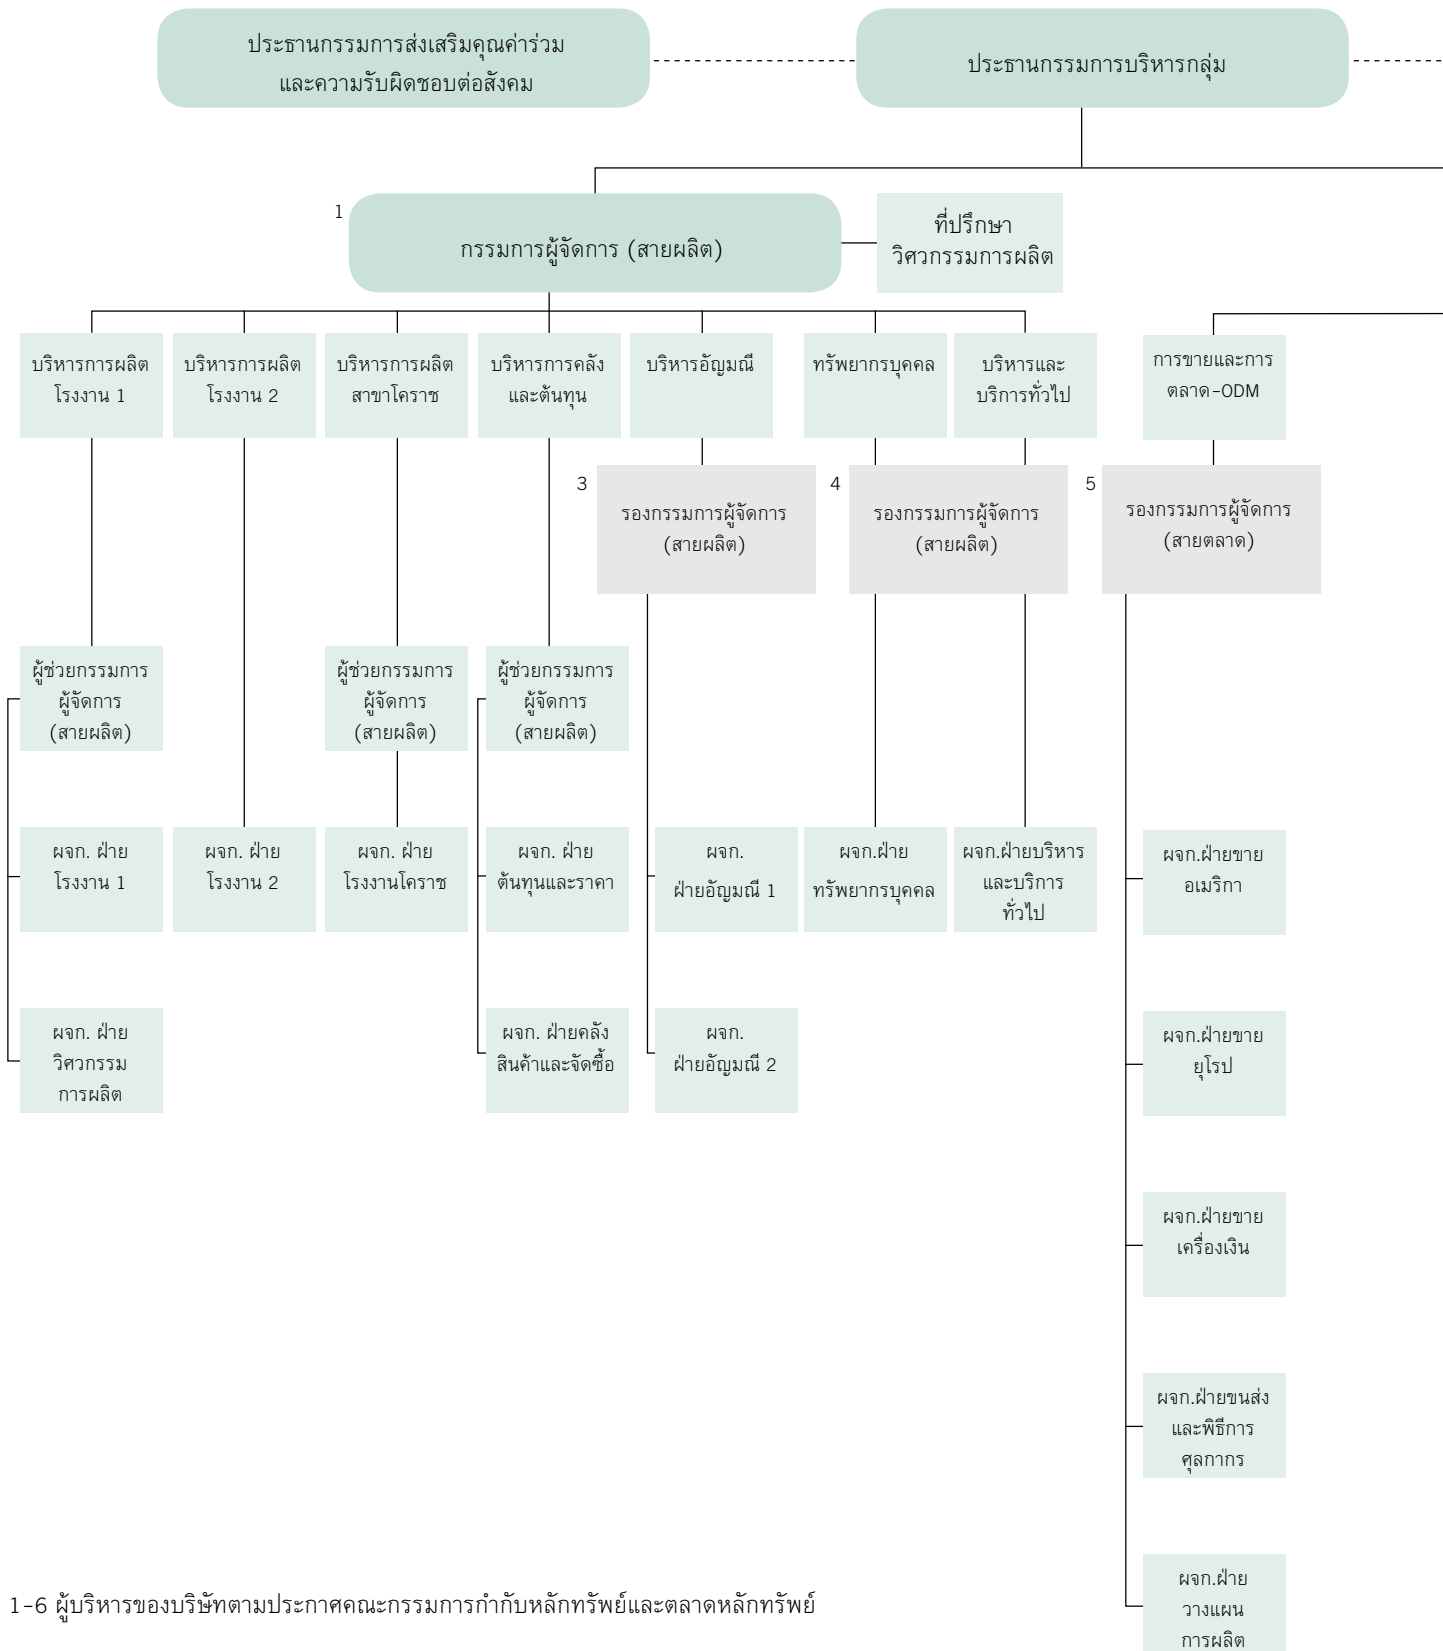 ประธานกรรมการส่งเสริมคุณค่าร่วม
และความรับผิดชอบต่อสังคม
ประธานกรรมการบริหารกลุ่ม
1
กรรมการผู้จัดการ (สายผลิต)
ที่ปรึกษา
วิศวกรรมการผลิต
บริหารการผลิต
โรงงาน 1
บริหารการผลิต
โรงงาน 2
บริหารการผลิต
สาขาโคราช
บริหารการคลัง
และต้นทุน
บริหารอัญมณี
ทรัพยากรบุคคล
บริหารและ
บริการทั่วไป
การขายและการ
ตลาด-ODM
3
รองกรรมการผู้จัดการ
(สายผลิต)
4
รองกรรมการผู้จัดการ
(สายผลิต)
5
รองกรรมการผู้จัดการ
(สายตลาด)
ผู้ช่วยกรรมการ
ผู้จัดการ
(สายผลิต)
ผู้ช่วยกรรมการ
ผู้จัดการ
(สายผลิต)
ผู้ช่วยกรรมการ
ผู้จัดการ
(สายผลิต)
ผจก. ฝ่าย
โรงงาน 1
ผจก. ฝ่าย
โรงงาน 2
ผจก. ฝ่าย
โรงงานโคราช
ผจก. ฝ่าย
ต้นทุนและราคา
ผจก.
ฝ่ายอัญมณี 1
ผจก.ฝ่าย
ทรัพยากรบุคคล
ผจก.ฝ่ายบริหาร
และบริการ
ทั่วไป
ผจก.ฝ่ายขาย
อเมริกา
ผจก. ฝ่าย
วิศวกรรม
การผลิต
ผจก. ฝ่ายคลัง
สินค้าและจัดซื้อ
ผจก.
ฝ่ายอัญมณี 2
ผจก.ฝ่ายขาย
ยุโรป
ผจก.ฝ่ายขาย
เครื่องเงิน
ผจก.ฝ่ายขนส่ง
และพิธีการ
ศุลกากร
ผจก.ฝ่าย
วางแผน
การผลิต
1-6 ผู้บริหารของบริษัทตามประกาศคณะกรรมการกำกับหลักทรัพย์และตลาดหลักทรัพย์